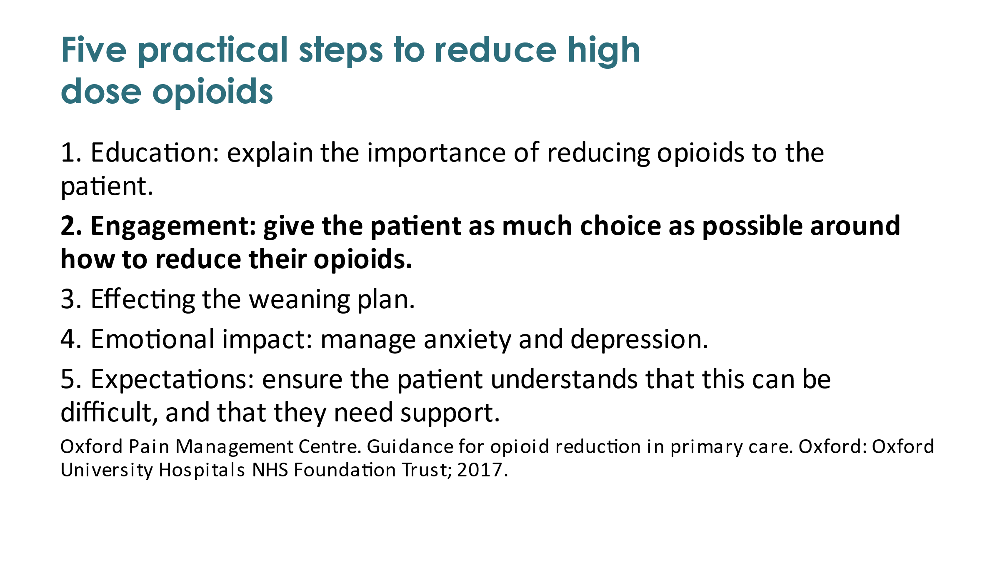 Five practical steps to reduce high
dose opioids
1. Education: explain the importance of reducing opioids to the
patient.
2. Engagement: give the patient as much choice as possible around
how to reduce their opioids.
3. Effecting the weaning plan.
4. Emotional impact: manage anxiety and depression.
5. Expectations: ensure the patient understands that this can be
difficult, and that they need support.
Oxford Pain Management Centre. Guidance for opioid reduction in primary care. Oxford: Oxford
University Hospitals NHS Foundation Trust; 2017.